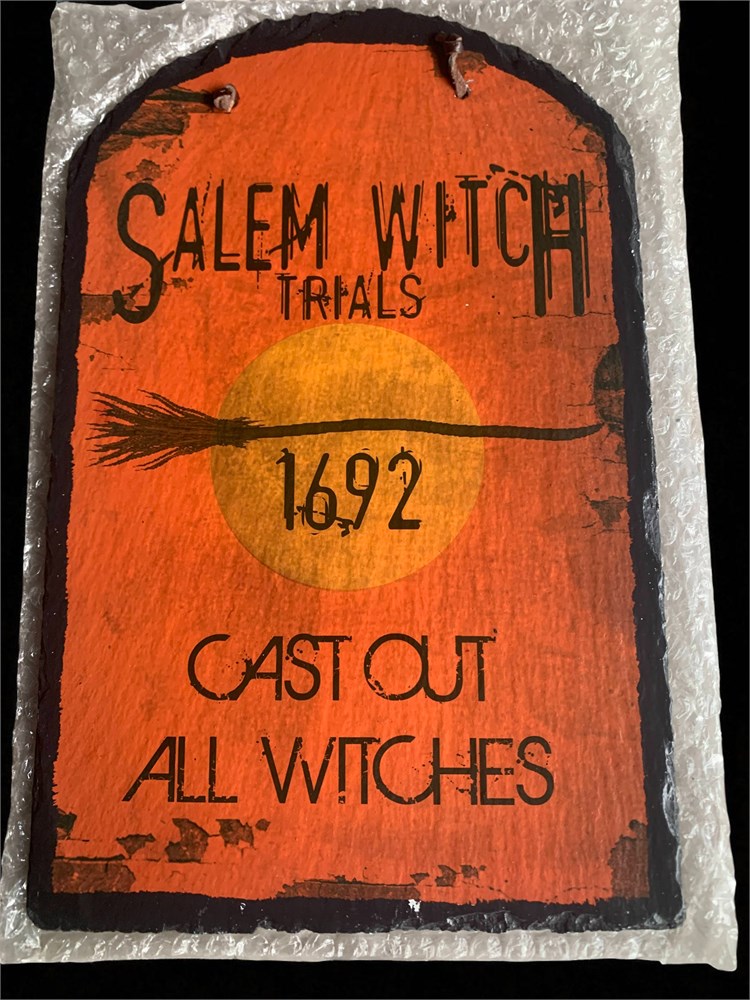 SALEM WITCH
TRIALS
1692
CAST OUT
ALL WITCHES